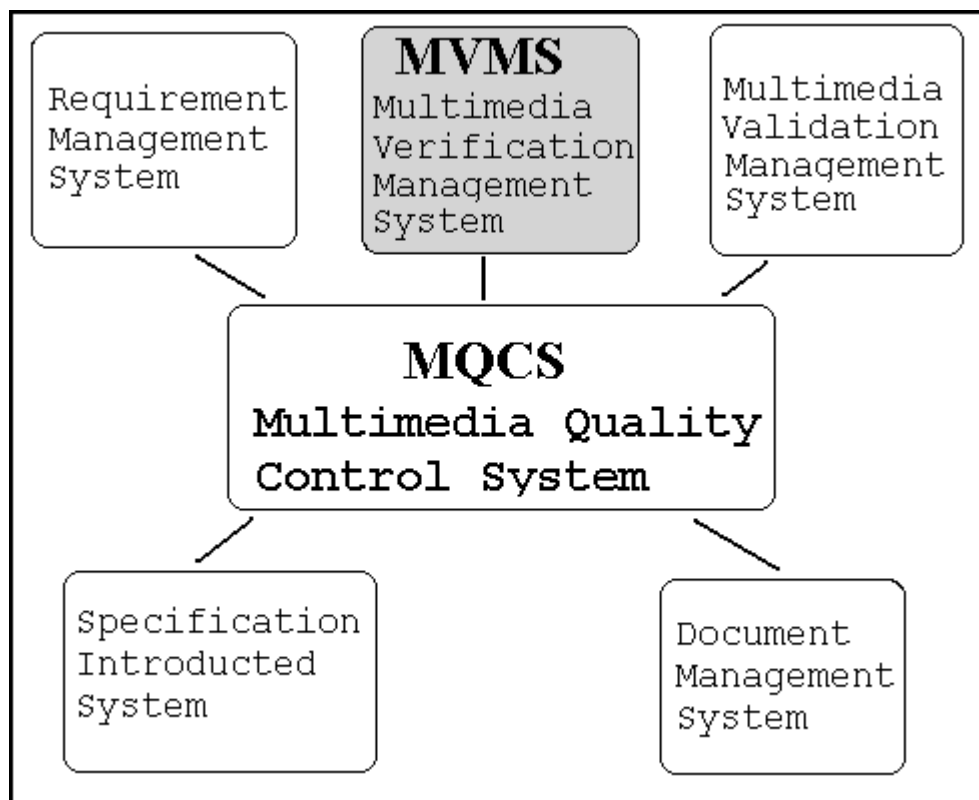 Requirement
Management
System
MVMS
Multimedia
Verification
Management
System
Multimedia
Validation
Management
System
MQCS
Multimedia Quality
Control System
Specification
Introducted
System
Document
Management
System